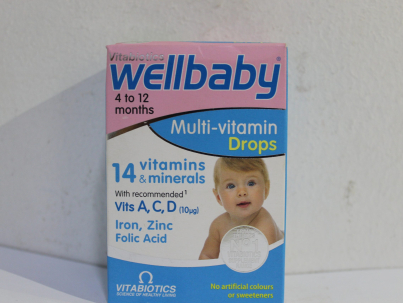 Vitabiotics
wellbaby®
4 to 12
months
Multi-vitamin
Drops
14 vitamins
& minerals
With recommended¹
Vits A, C, D (10µg)
Iron, Zinc
Folic Acid
VITABIOTICS
SCIENCE OF HEALTHY LIVING
No artificial colours
or sweeteners